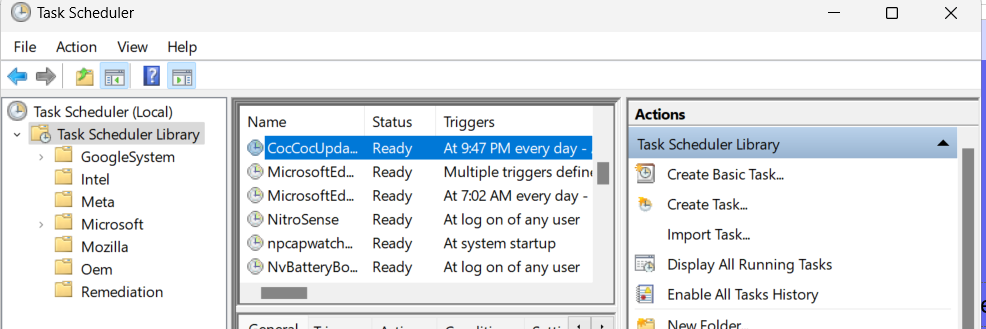 Task Scheduler
File Action View Help
Task Scheduler (Local)
Task Scheduler Library
GoogleSystem
Intel
Meta
Microsoft
Mozilla
Oem
Remediation
Name Status Triggers
CocCocUpda... Ready At 9:47 PM every day -
MicrosoftEd... Ready Multiple triggers define
MicrosoftEd... Ready At 7:02 AM every day -
NitroSense Ready At log on of any user
npcapwatch... Ready At system startup
NvBatteryBo... Ready At log on of any user
General
Actions
Task Scheduler Library
Create Basic Task...
Create Task...
Import Task...
Display All Running Tasks
Enable All Tasks History
New Folder...